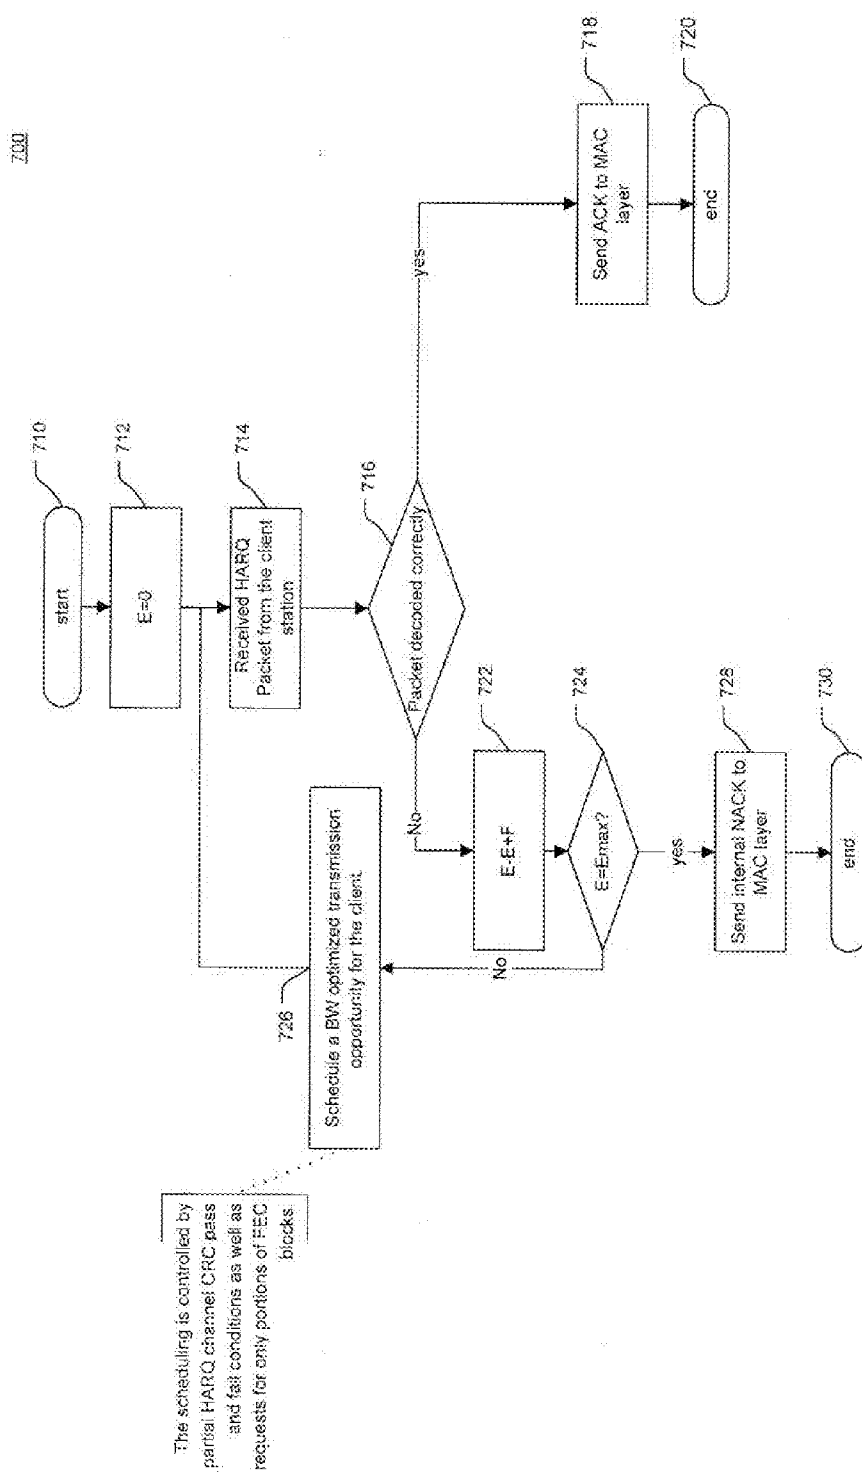 700
start
710
E=0
712
Received HARQ
Packet from the client
station
714
Packet decoded correctly
716
yes
Send ACK to MAC
layer
718
end
720
No
722
E=Emax?
724
No
Schedule a BW optimized transmission
opportunity for the client.
726
The scheduling is controlled by
partial HARQ channel CRC pass
and fail conditions as well as
requests for only portions of FEC
blocks.
yes
Send internal NACK to
MAC layer
728
end
730